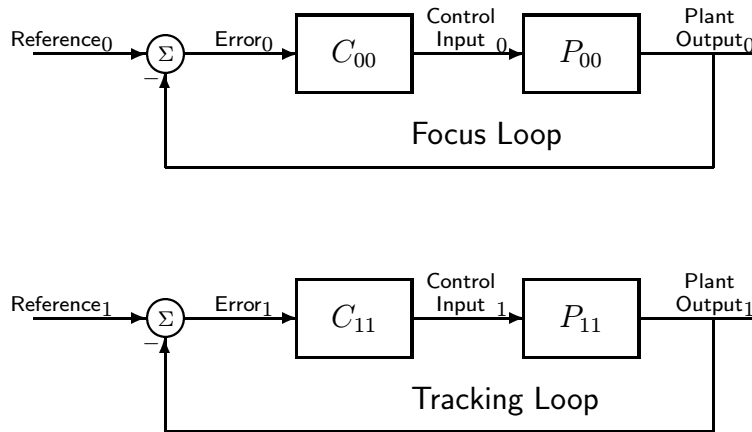 Reference₀
Σ
−
Error₀
C₀₀
Control
Input ₀
P₀₀
Plant
Output₀
Focus Loop
Reference₁
Σ
−
Error₁
C₁₁
Control
Input ₁
P₁₁
Plant
Output₁
Tracking Loop